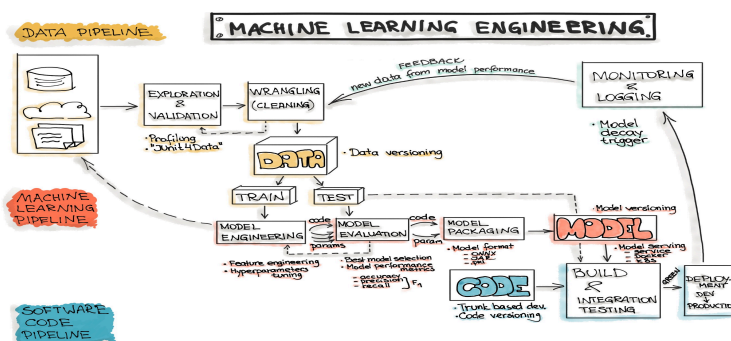 MACHINE LEARNING ENGINEERING
DATA PIPELINE
EXPLORATION
&
VALIDATION
• Profiling
• "JUnit4Data"
WRANGLING
(CLEANING)
FEEDBACK
new data from model performance
MONITORING
&
LOGGING
• Model
decay
trigger
DATA
• Data versioning
TRAIN
TEST
MACHINE
LEARNING
PIPELINE
MODEL
ENGINEERING
• Feature engineering
• Hyperparameters
tuning
code
params
MODEL
EVALUATION
• Best model selection
• Model performance
metrics
- accuracy
- precision
- recall
F1
code
param
MODEL
PACKAGING
• Model format
- ONNX
• Model versioning
MODEL
• Model serving
- service
- Docker
- K8S
SOFTWARE
CODE
PIPELINE
CODE
• Trunk based dev.
• Code versioning
BUILD
&
INTEGRATION
TESTING
GREEN
DEPLOY-
MENT
DEV →
PRODUCTION